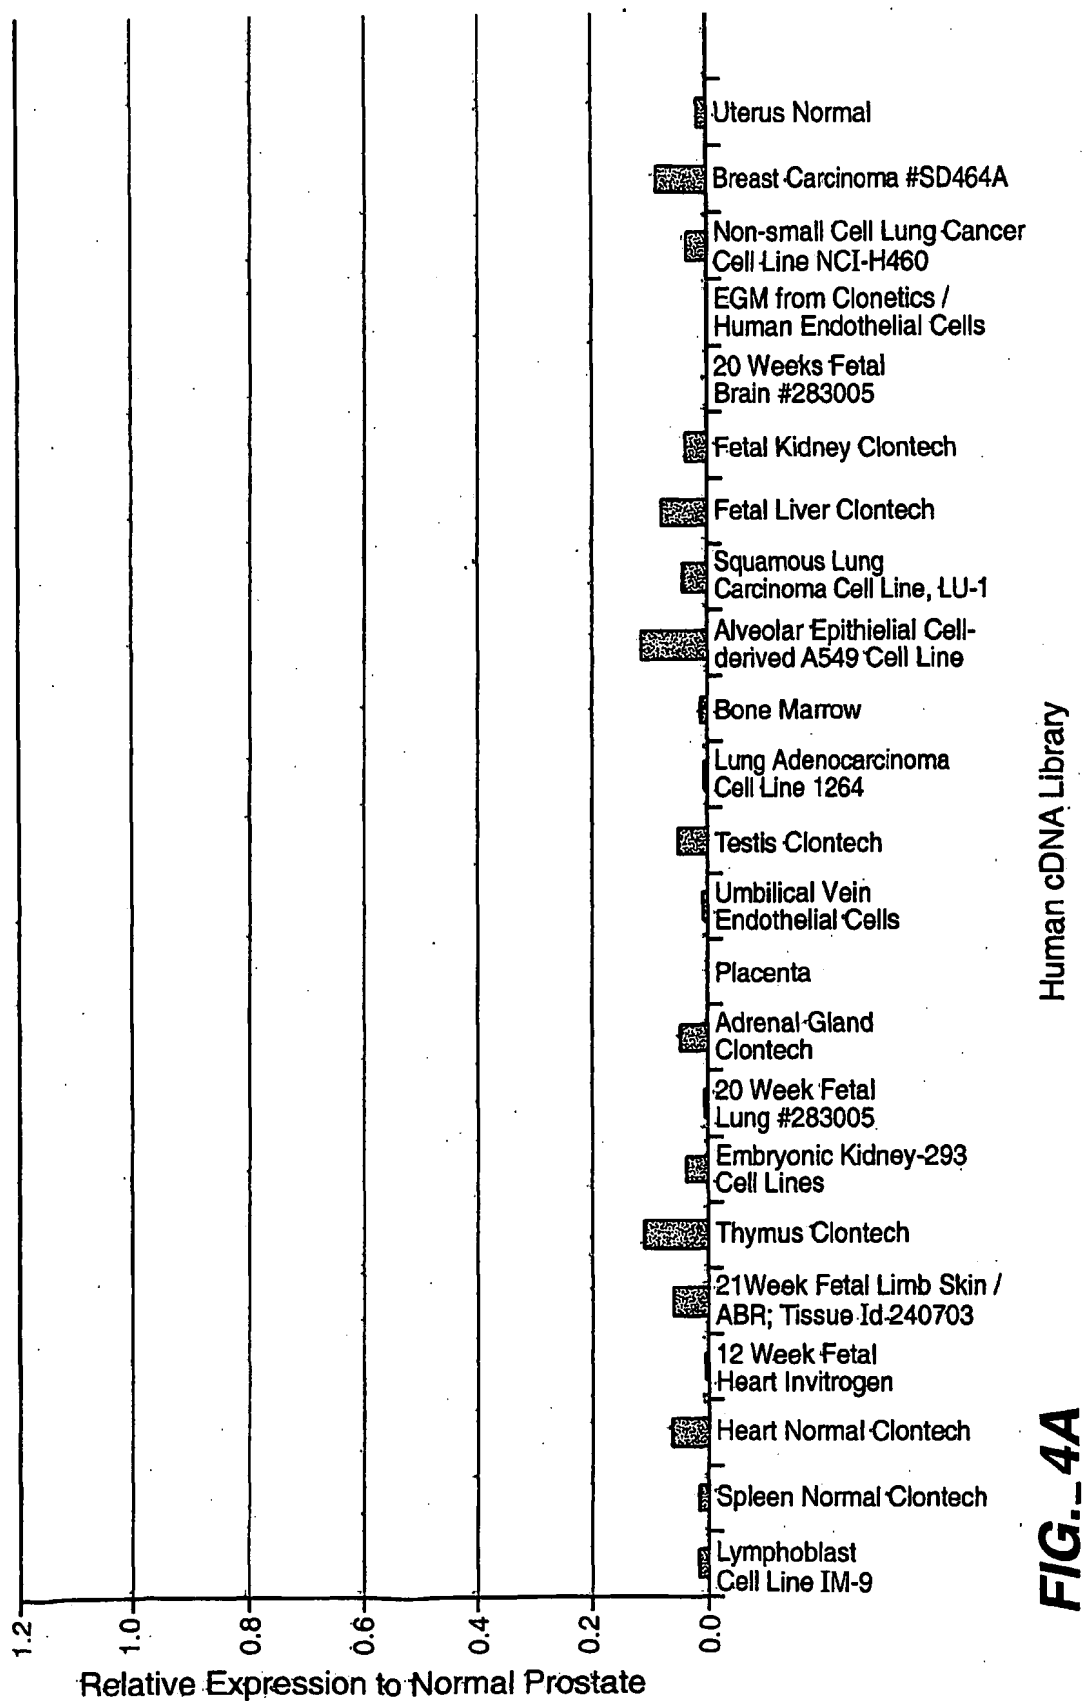 Uterus Normal
Breast Carcinoma #SD464A
Non-small Cell Lung Cancer
Cell Line NCI-H460
EGM from Clonetics /
Human Endothelial Cells
20 Weeks Fetal
Brain #283005
Fetal Kidney Clontech
Fetal Liver Clontech
Squamous Lung
Carcinoma Cell Line, LU-1
Alveolar Epithielial Cell-
derived A549 Cell Line
Bone Marrow
Lung Adenocarcinoma
Cell Line 1264
Testis Clontech
Umbilical Vein
Endothelial Cells
Placenta
Adrenal Gland
Clontech
20 Week Fetal
Lung #283005
Embryonic Kidney-293
Cell Lines
Thymus Clontech
21Week Fetal Limb Skin /
ABR; Tissue Id-240703
12 Week Fetal
Heart Invitrogen
Heart Normal Clontech
Spleen Normal Clontech
Lymphoblast
Cell Line IM-9
1.2
1.0
0.8
0.6
0.4
0.2
0.0
Relative Expression to Normal Prostate
Human cDNA Library
FIG._4A